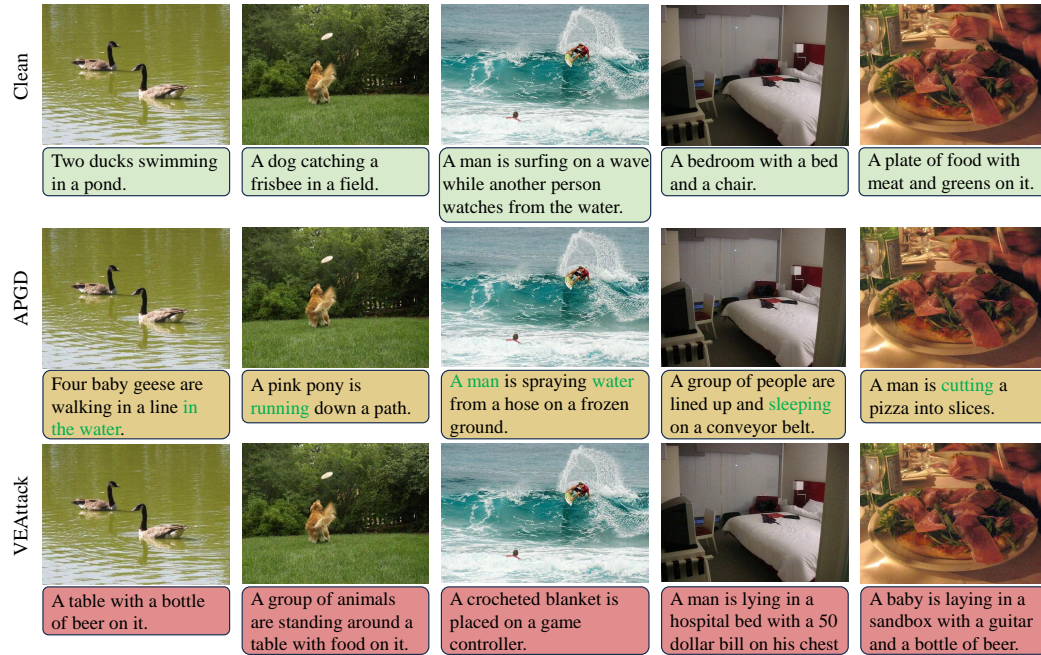 Clean
Two ducks swimming
in a pond.
A dog catching a
frisbee in a field.
A man is surfing on a wave
while another person
watches from the water.
A bedroom with a bed
and a chair.
A plate of food with
meat and greens on it.
APGD
Four baby geese are
walking in a line in
the water.
A pink pony is
running down a path.
A man is spraying water
from a hose on a frozen
ground.
A group of people are
lined up and sleeping
on a conveyor belt.
A man is cutting a
pizza into slices.
VEAttack
A table with a bottle
of beer on it.
A group of animals
are standing around a
table with food on it.
A crocheted blanket is
placed on a game
controller.
A man is lying in a
hospital bed with a 50
dollar bill on his chest
A baby is laying in a
sandbox with a guitar
and a bottle of beer.